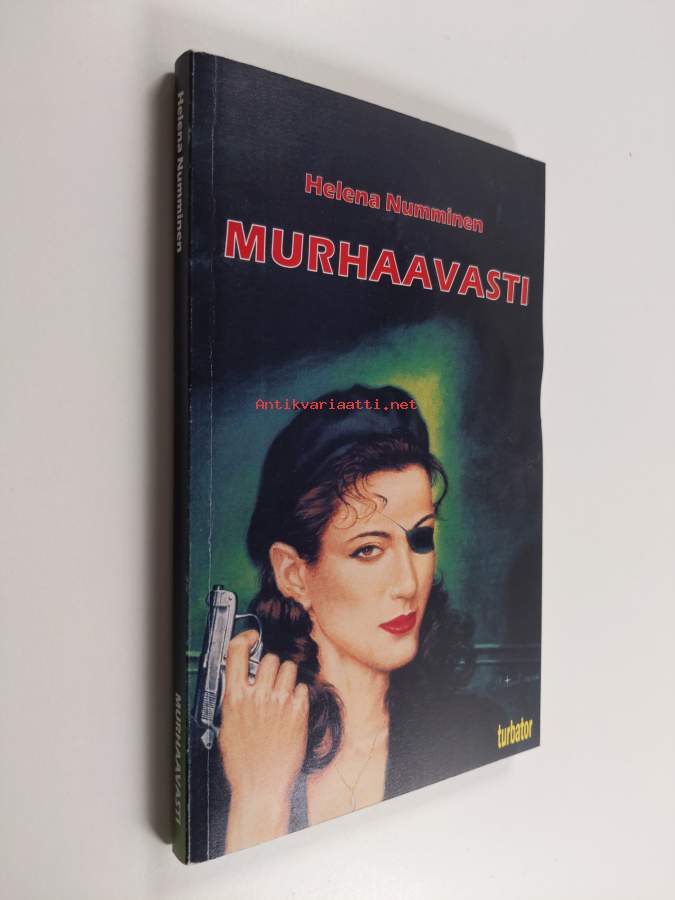 Helena Numminen
MURHAAVASTI
Antikvariaatti.net
turbator
Helena Numminen
MURHAAVASTI